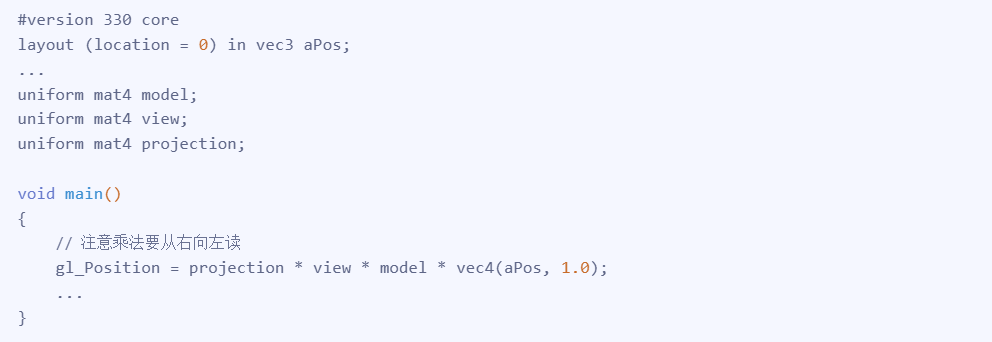 #version 330 core
layout (location = 0) in vec3 aPos;
...
uniform mat4 model;
uniform mat4 view;
uniform mat4 projection;

void main()
{
    // 注意乘法要从右向左读
    gl_Position = projection * view * model * vec4(aPos, 1.0);
    ...
}